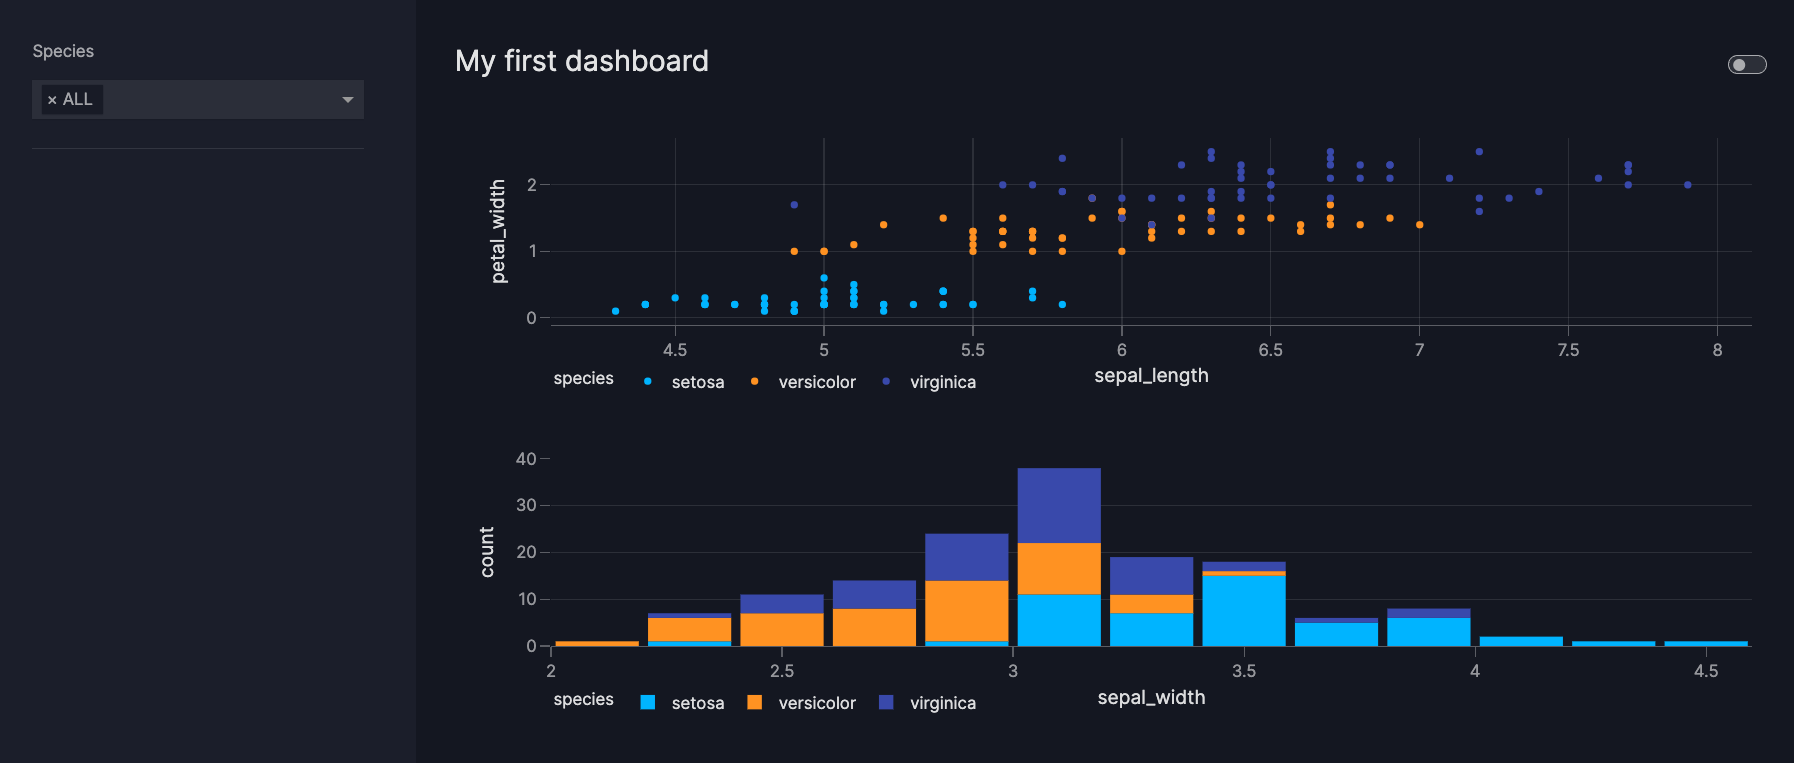 Species
× ALL
My first dashboard
petal_width
2
1
0
4.5 5 5.5 6 6.5 7 7.5 8
sepal_length
species setosa versicolor virginica
count
40
30
20
10
0
2 2.5 3 3.5 4 4.5
sepal_width
species setosa versicolor virginica